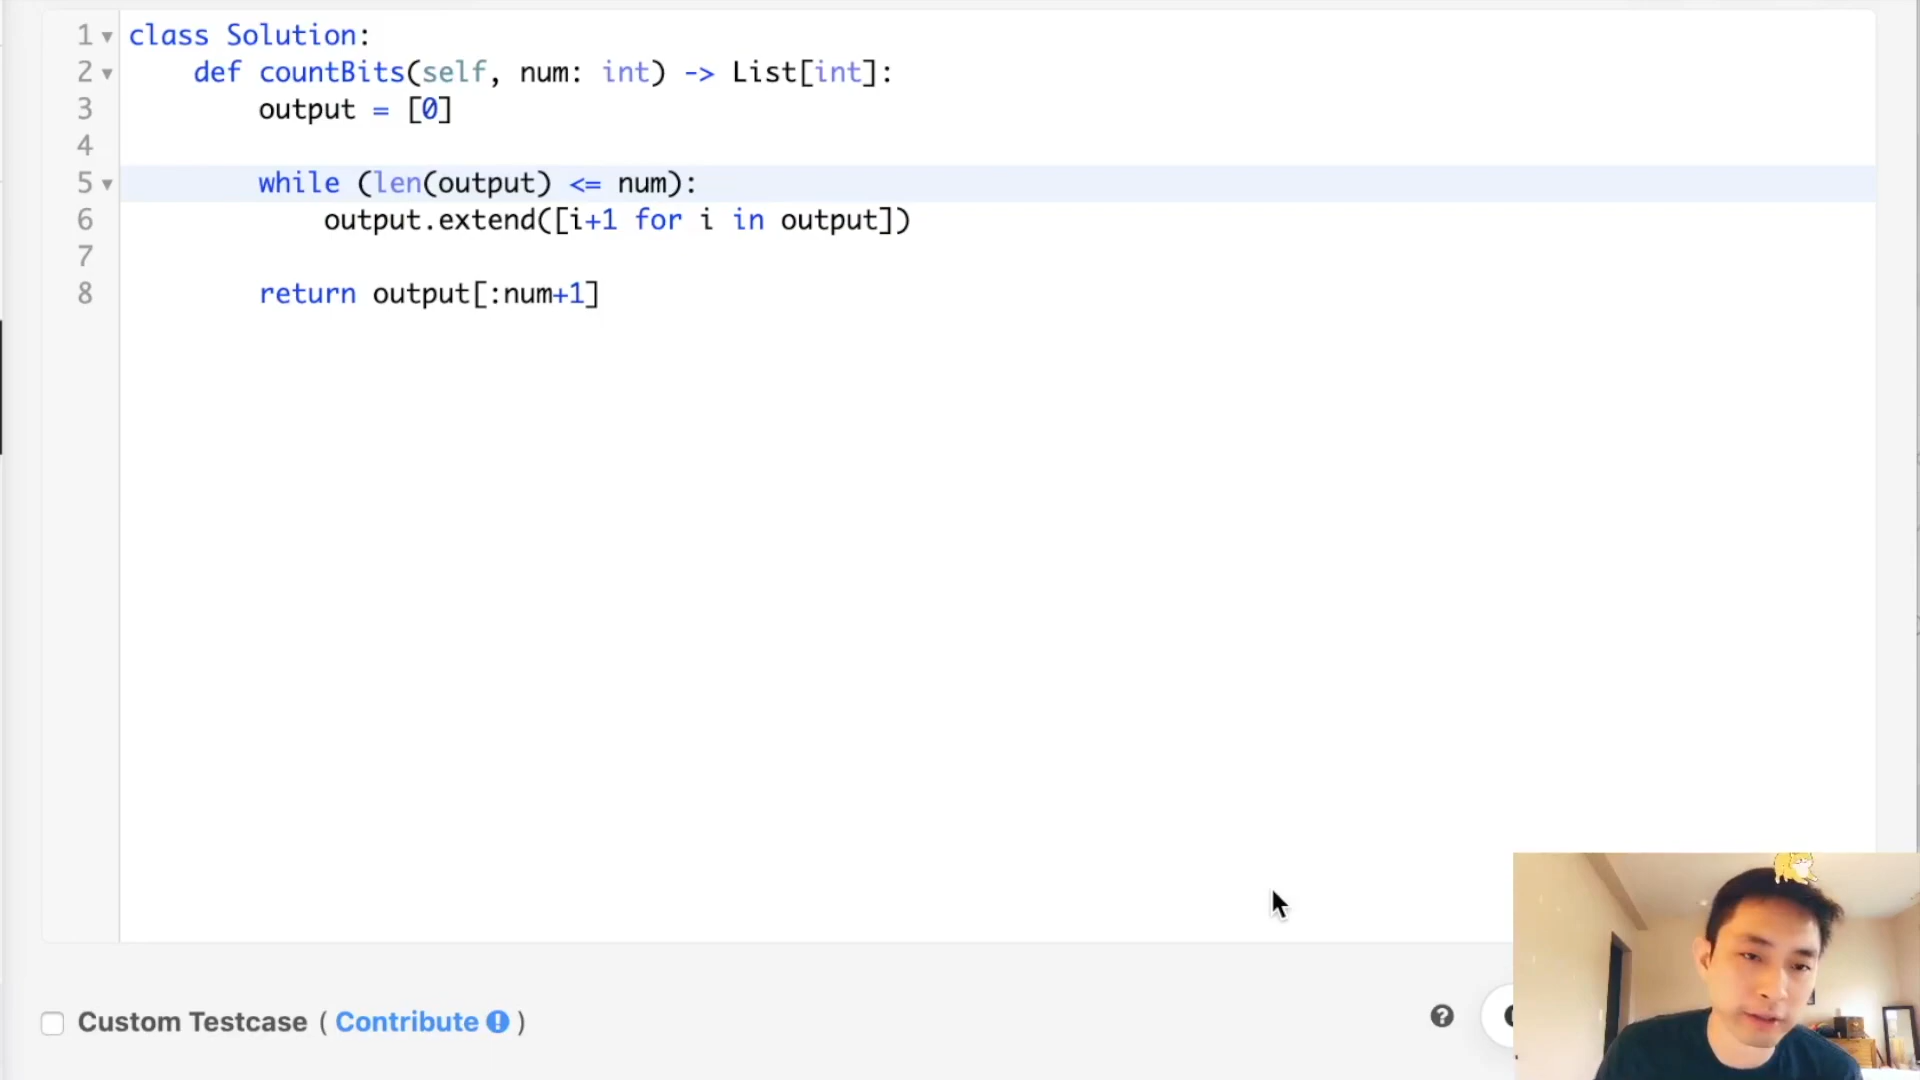 1 class Solution:
2 def countBits(self, num: int) -> List[int]:
3 output = [0]
4
5 while (len(output) <= num):
6 output.extend([i+1 for i in output])
7
8 return output[:num+1]
Custom Testcase ( Contribute )